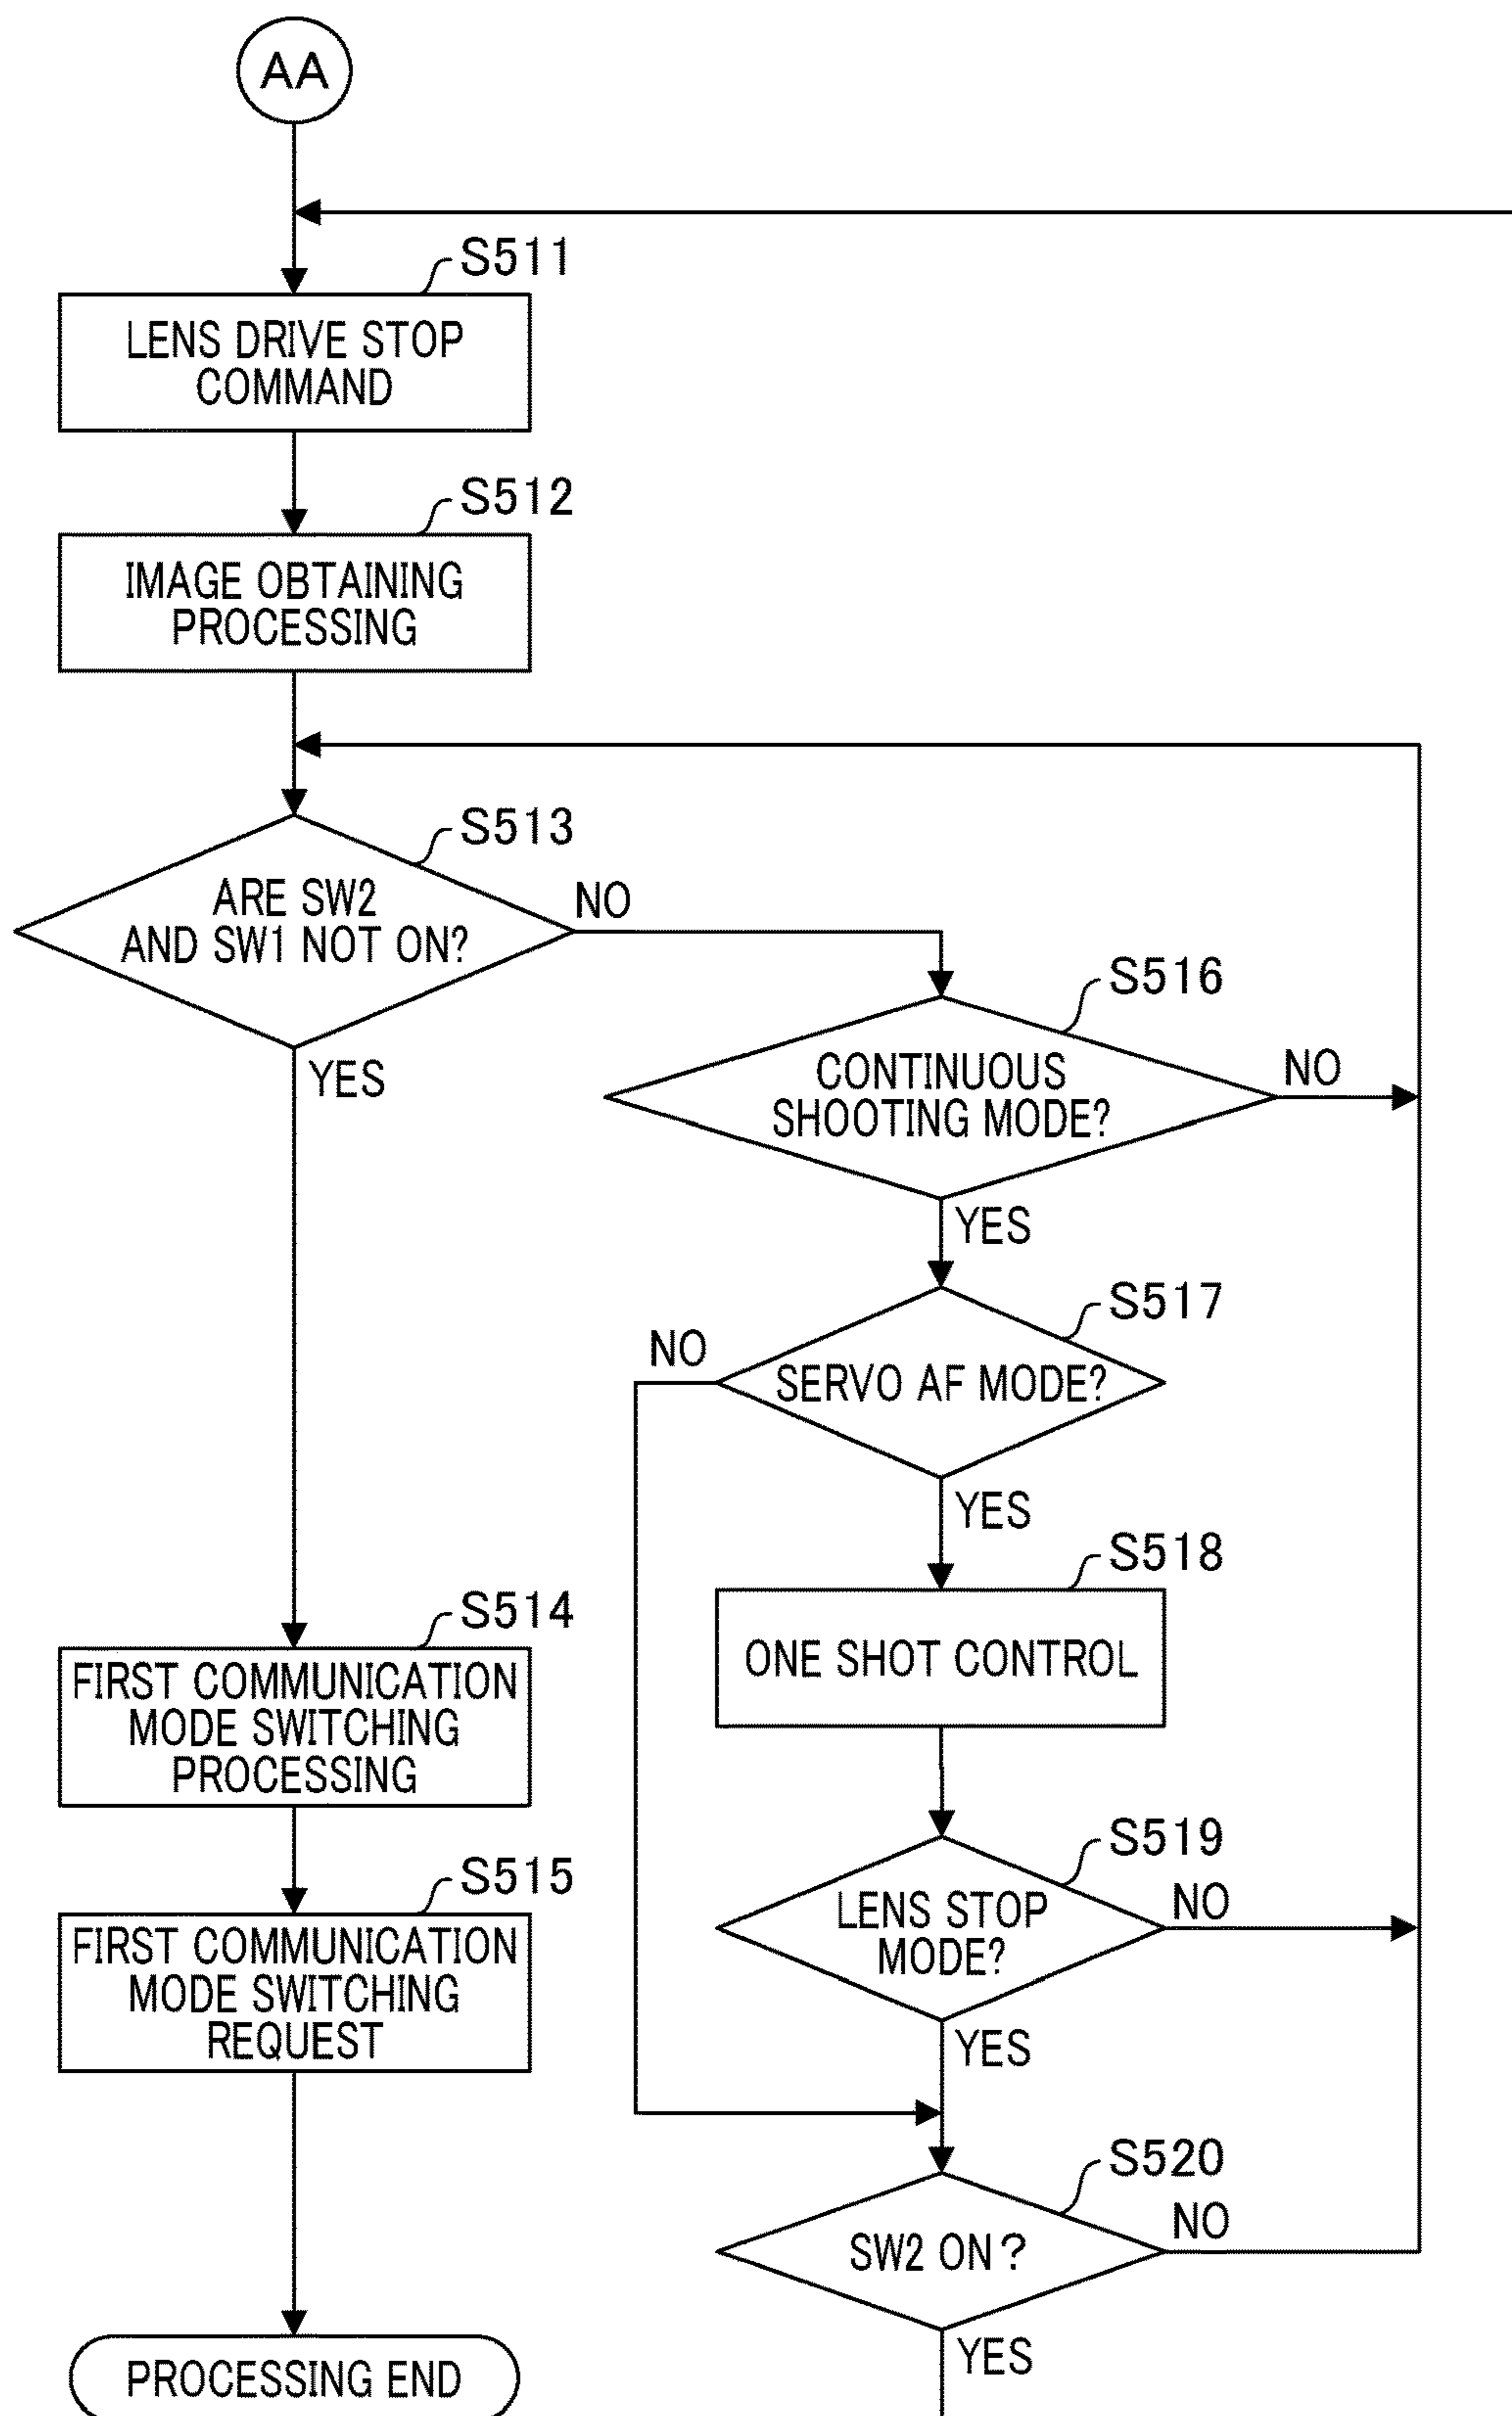 AA
S511
LENS DRIVE STOP
COMMAND
S512
IMAGE OBTAINING
PROCESSING
S513
ARE SW2
AND SW1 NOT ON?
NO
YES
S516
CONTINUOUS
SHOOTING MODE?
NO
YES
S517
NO
SERVO AF MODE?
YES
S518
ONE SHOT CONTROL
S514
FIRST COMMUNICATION
MODE SWITCHING
PROCESSING
S519
LENS STOP
MODE?
NO
YES
S515
FIRST COMMUNICATION
MODE SWITCHING
REQUEST
S520
SW2 ON?
NO
YES
PROCESSING END